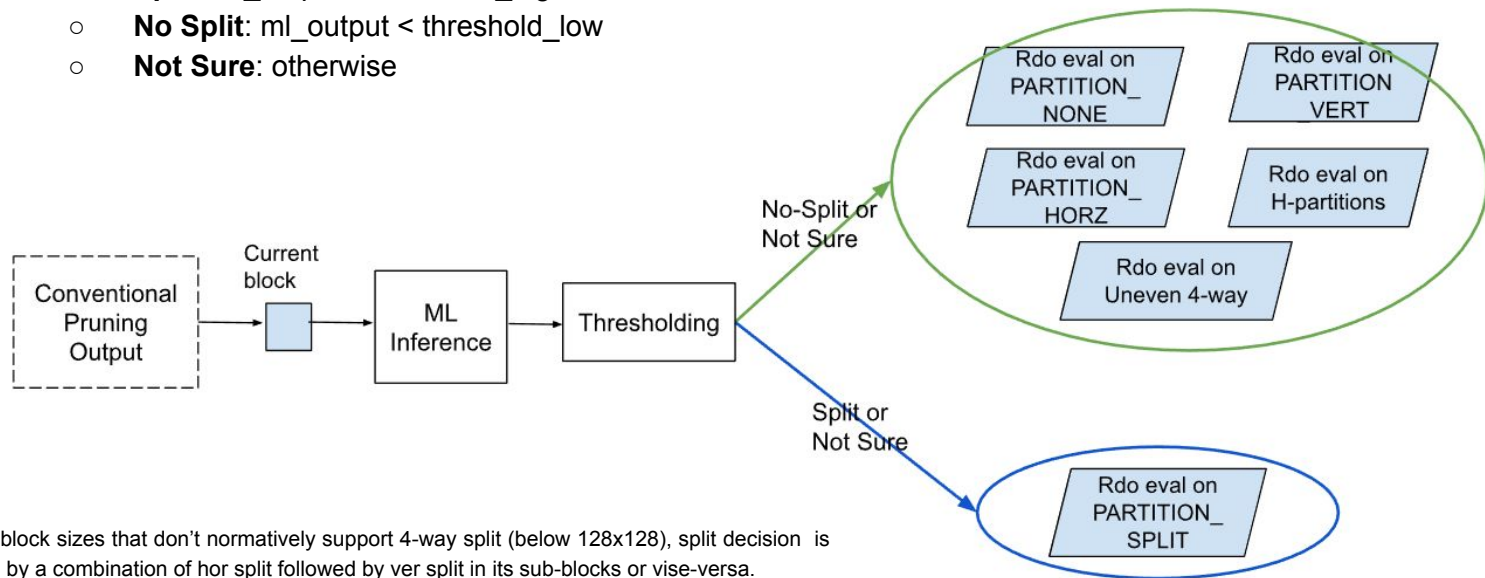 ○ No Split: ml_output < threshold_low
○ Not Sure: otherwise
Rdo eval on
PARTITION_
NONE
Rdo eval on
PARTITION
_VERT
Rdo eval on
PARTITION_
HORZ
Rdo eval on
H-partitions
Rdo eval on
Uneven 4-way
No-Split or
Not Sure
Current
block
Conventional
Pruning
Output
ML
Inference
Thresholding
Split or
Not Sure
Rdo eval on
PARTITION_
SPLIT
block sizes that don’t normatively support 4-way split (below 128x128), split decision is
by a combination of hor split followed by ver split in its sub-blocks or vise-versa.